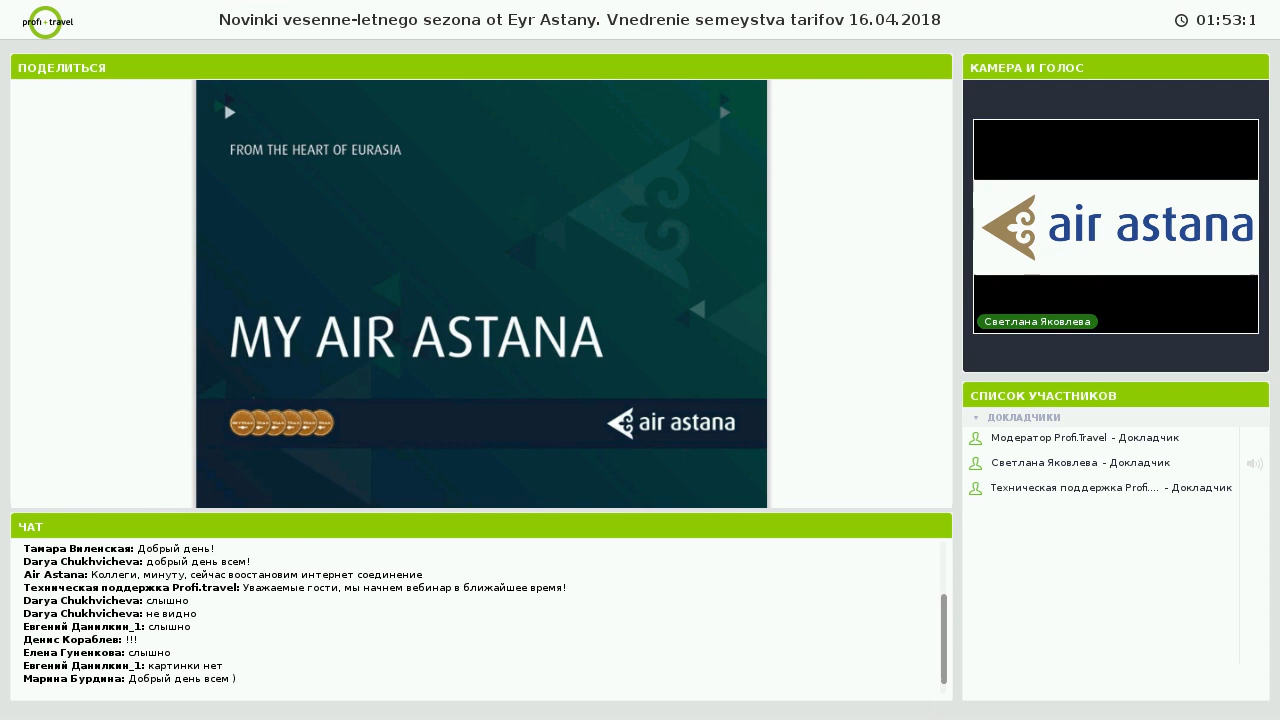 profi+travel
Novinki vesenne-letnego sezona ot Eyr Astany. Vnedrenie semeystva tarifov 16.04.2018
01:53:1
ПОДЕЛИТЬСЯ
FROM THE HEART OF EURASIA
MY AIR ASTANA
air astana
КАМЕРА И ГОЛОС
air astana
Светлана Яковлева
СПИСОК УЧАСТНИКОВ
ДОКЛАДЧИКИ
Модератор Profi.Travel - Докладчик
Светлана Яковлева - Докладчик
Техническая поддержка Profi.... - Докладчик
ЧАТ
Тамара Виленская: Добрый день!
Darya Chukhvicheva: добрый день всем!
Air Astana: Коллеги, минуту, сейчас воостановим интернет соединение
Техническая поддержка Profi.travel: Уважаемые гости, мы начнем вебинар в ближайшее время!
Darya Chukhvicheva: слышно
Darya Chukhvicheva: не видно
Евгений Данилкин_1: слышно
Денис Кораблев: !!!
Елена Гуненкова: слышно
Евгений Данилкин_1: картинки нет
Марина Бурдина: Добрый день всем )